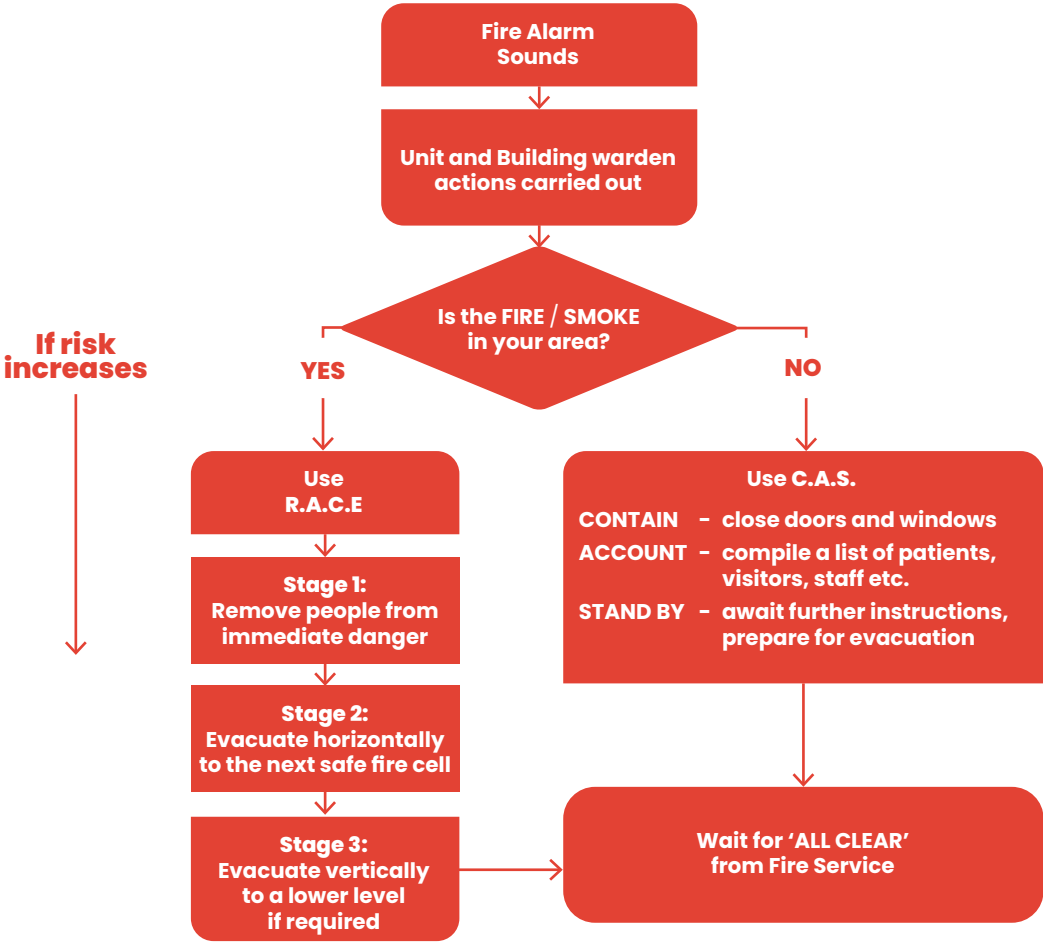 Fire Alarm
Sounds
Unit and Building warden
actions carried out
Is the FIRE / SMOKE
in your area?
If risk
increases
YES
NO
Use
R.A.C.E
Stage 1:
Remove people from
immediate danger
Stage 2:
Evacuate horizontally
to the next safe fire cell
Stage 3:
Evacuate vertically
to a lower level
if required
Use C.A.S.
CONTAIN - close doors and windows
ACCOUNT - compile a list of patients,
visitors, staff etc.
STAND BY - await further instructions,
prepare for evacuation
Wait for ‘ALL CLEAR’
from Fire Service